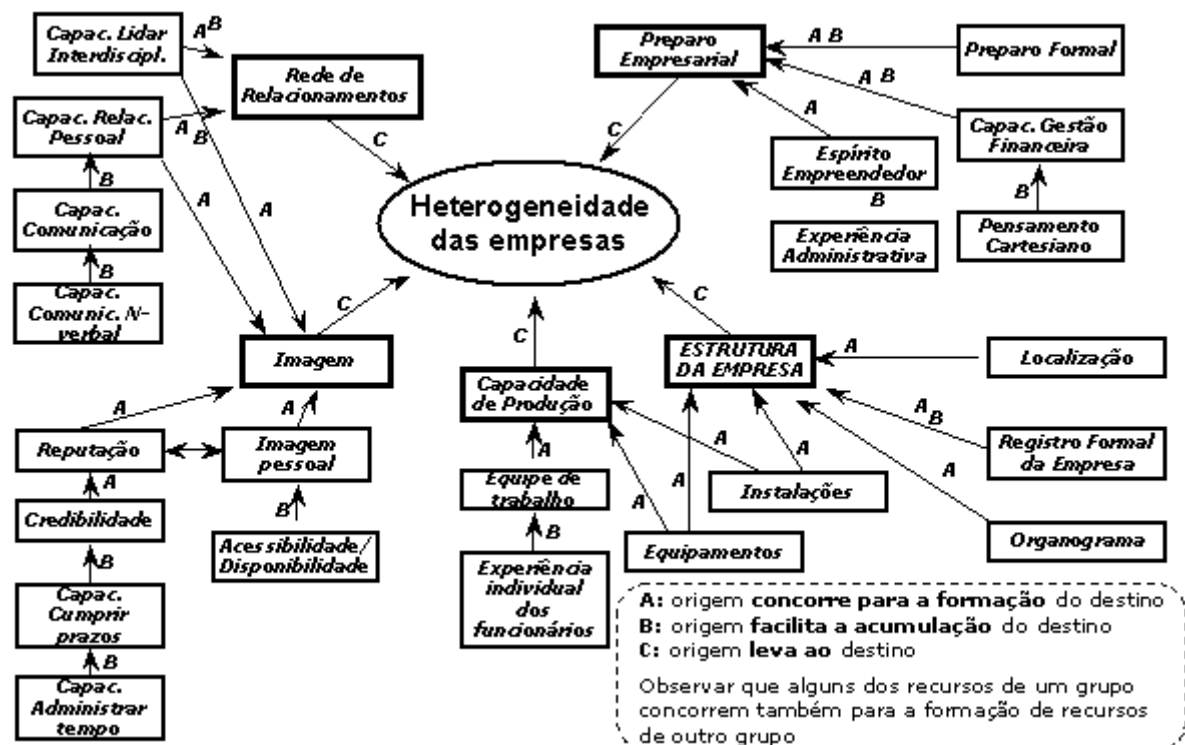 Capac. Lidar
Interdiscipl.
A B
Rede de
Relacionamentos
Preparo
Empresarial
A B
Preparo Formal
A B
Capac. Relac.
Pessoal
A B
C
C
A
Capac. Gestão
Financeira
Espírito
Empreendedor
B
A
A
B
B
Capac.
Comunicação
Heterogeneidade
das empresas
Experiência
Administrativa
Pensamento
Cartesiano
B
Capac.
Comunic. N-
verbal
C
C
C
Imagem
ESTRUTURA
DA EMPRESA
A
Localização
Capacidade
de Produção
A
A
A B
Reputação
Imagem
pessoal
A
A
A
Registro Formal
da Empresa
A
A
A
A
Equipe de
trabalho
Instalações
Credibilidade
B
B
Acessibilidade/
Disponibilidade
Equipamentos
Organograma
B
Experiência
individual
dos
funcionários
Capac.
Cumprir
prazos
B
Capac.
Administrar
tempo
A: origem concorre para a formação do destino
B: origem facilita a acumulação do destino
C: origem leva ao destino
Observar que alguns dos recursos de um grupo
concorrem também para a formação de recursos
de outro grupo